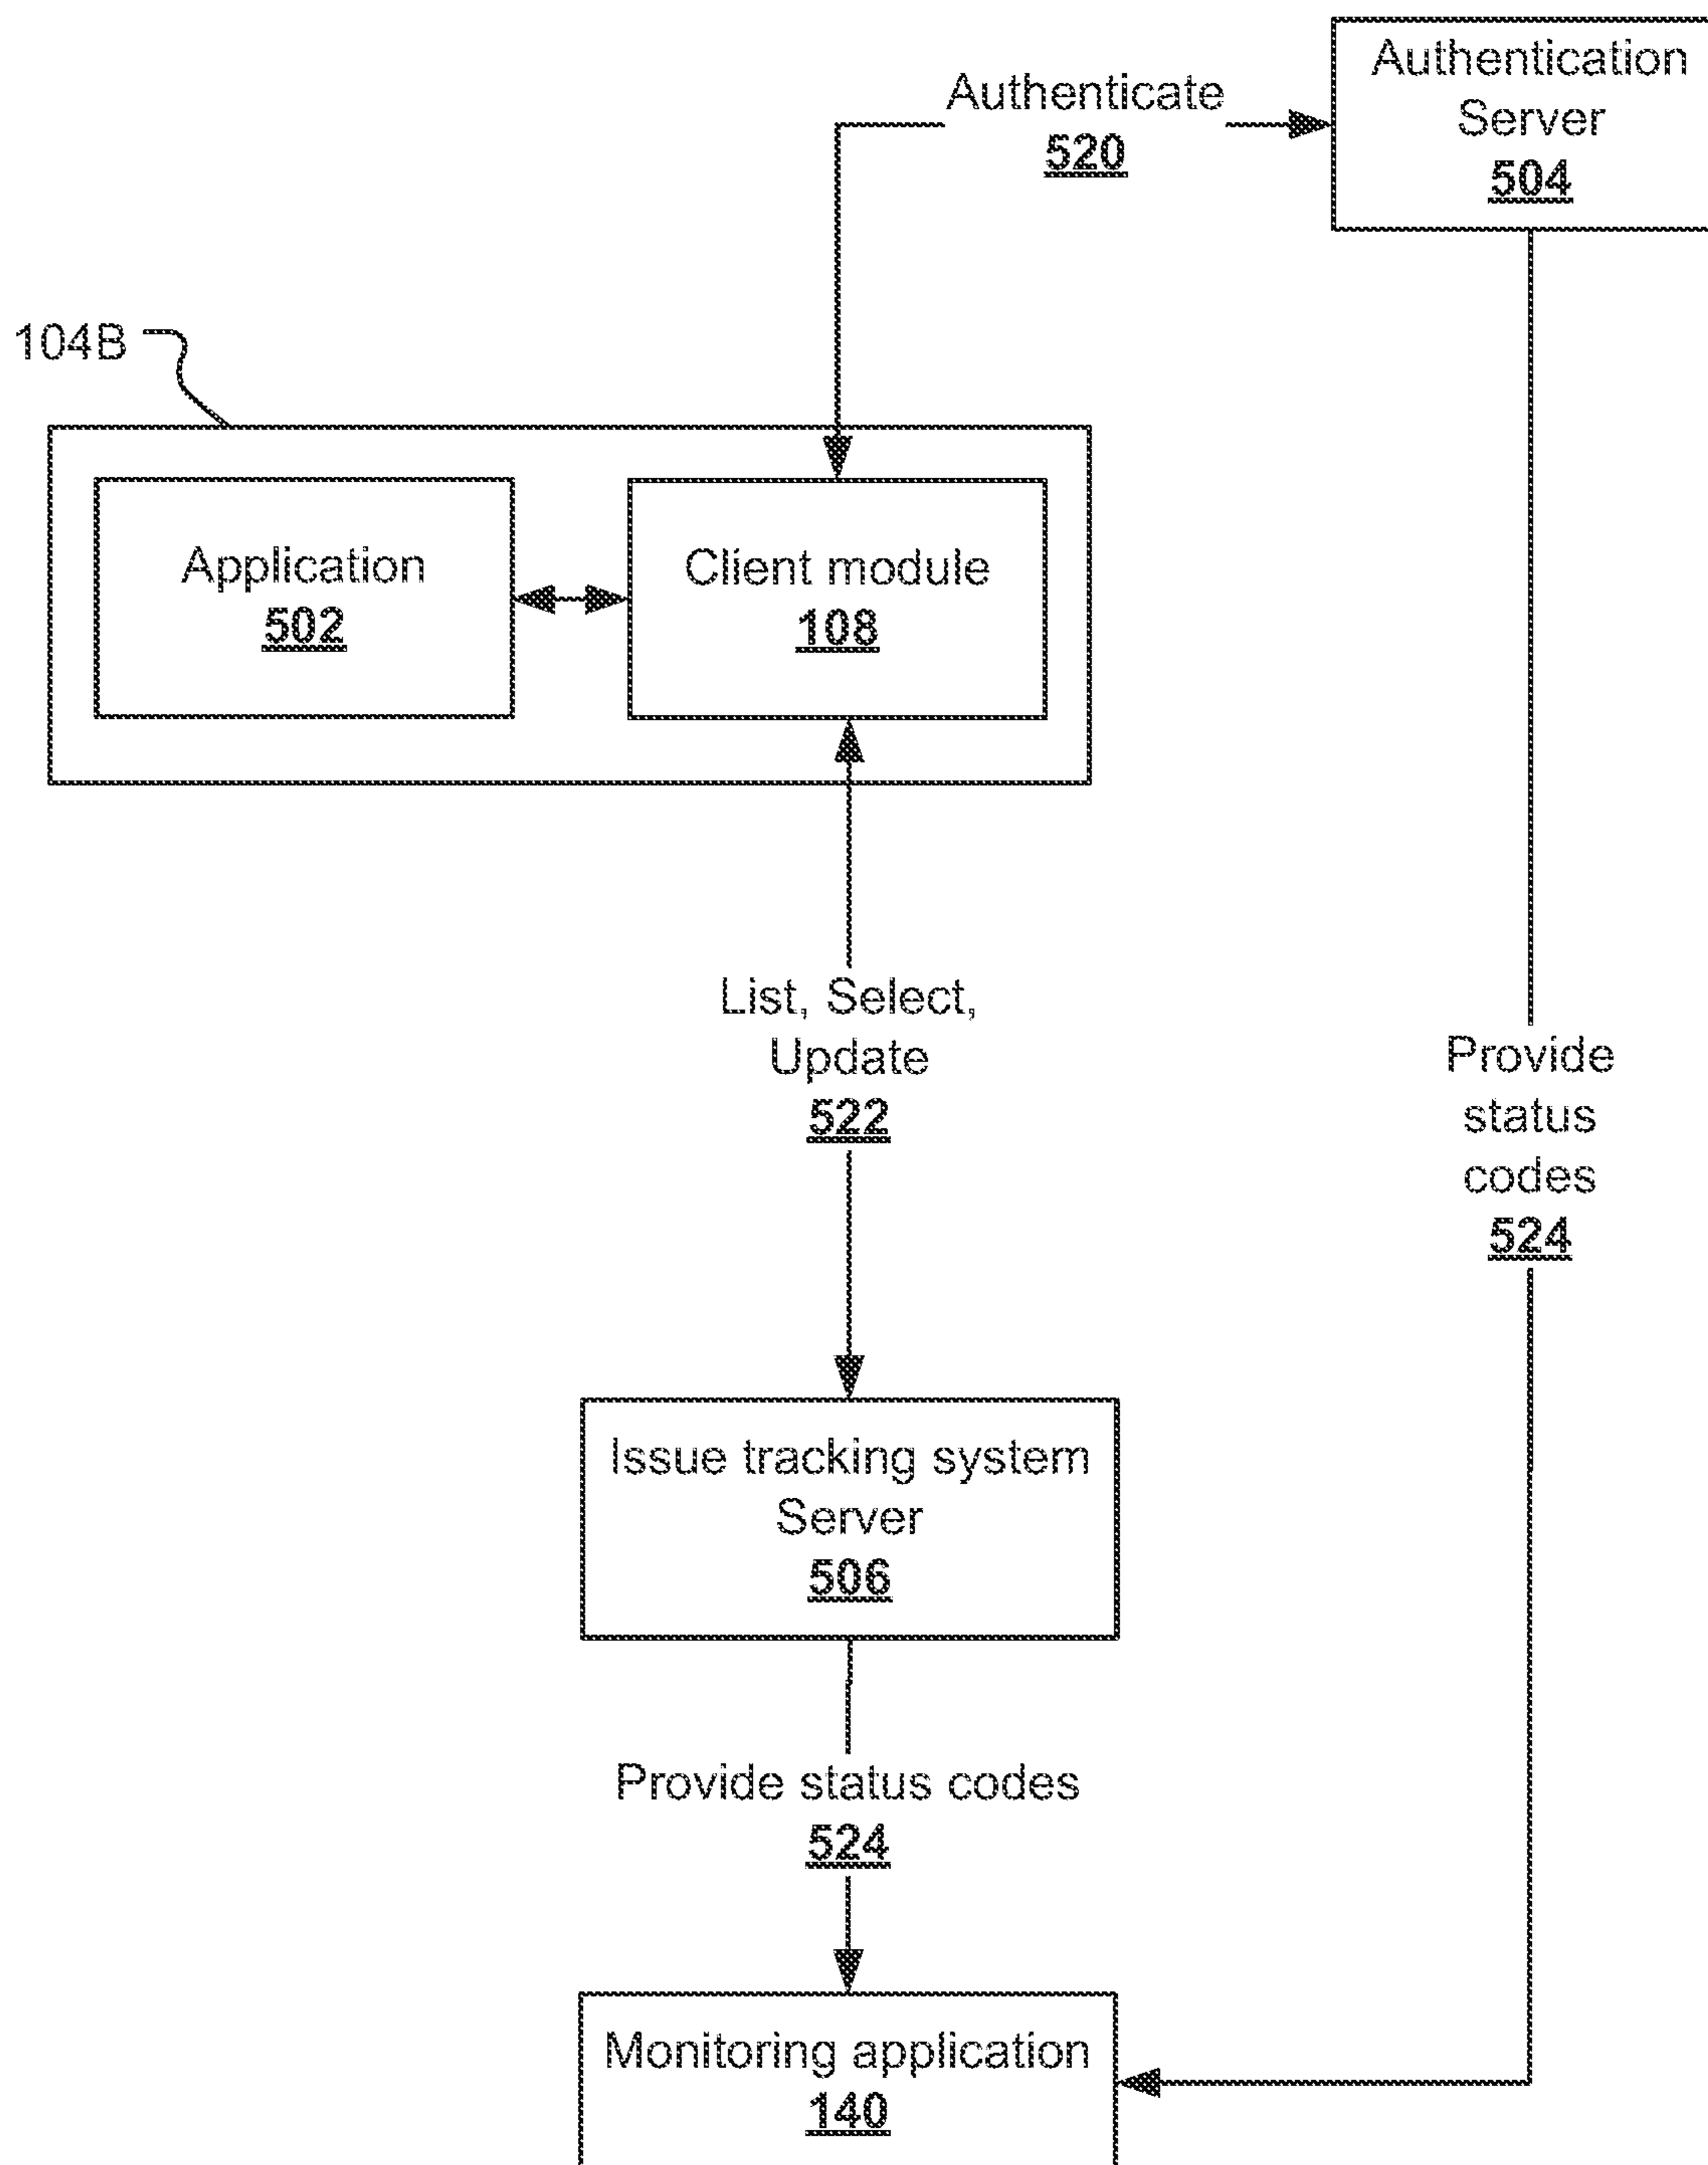 Authentication
Server
504
Authenticate
520
104B
Application
502
Client module
108
List, Select,
Update
522
Provide
status
codes
524
Issue tracking system
Server
506
Provide status codes
524
Monitoring application
140